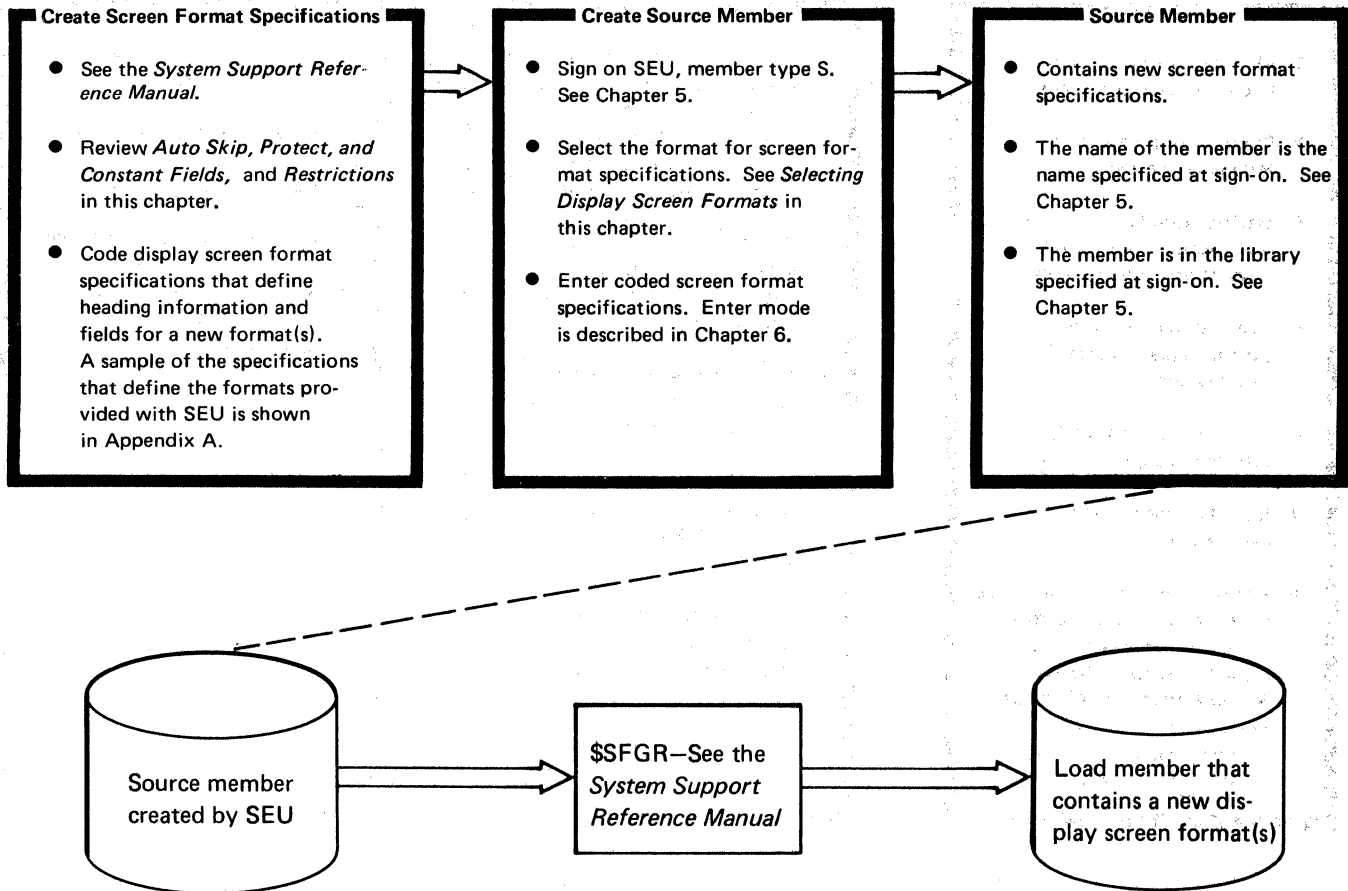 Create Screen Format Specifications
● See the System Support Refer-
ence Manual.
● Review Auto Skip, Protect, and
Constant Fields, and Restrictions
in this chapter.
● Code display screen format
specifications that define
heading information and
fields for a new format(s).
A sample of the specifications
that define the formats pro-
vided with SEU is shown
in Appendix A.
Create Source Member
● Sign on SEU, member type S.
See Chapter 5.
● Select the format for screen for-
mat specifications. See Selecting
Display Screen Formats in
this chapter.
● Enter coded screen format
specifications. Enter mode
is described in Chapter 6.
Source Member
● Contains new screen format
specifications.
● The name of the member is the
name specificed at sign-on. See
Chapter 5.
● The member is in the library
specified at sign-on. See
Chapter 5.
Source member
created by SEU
$SFGR—See the
System Support
Reference Manual
Load member that
contains a new dis-
play screen format(s)